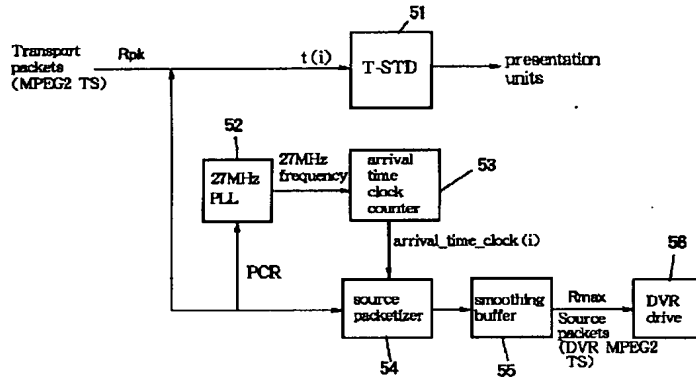 51
Transport
packets
(MPEG2 TS)
Rpk
t(i)
T-STD
presentation
units
52
27MHz
PLL
27MHz
frequency
arrival
time
clock
counter
53
arrival_time_clock(i)
PCR
source
packetizer
54
smoothing
buffer
55
Rmax
Source
packets
(DVR MPEG2
TS)
56
DVR
drive